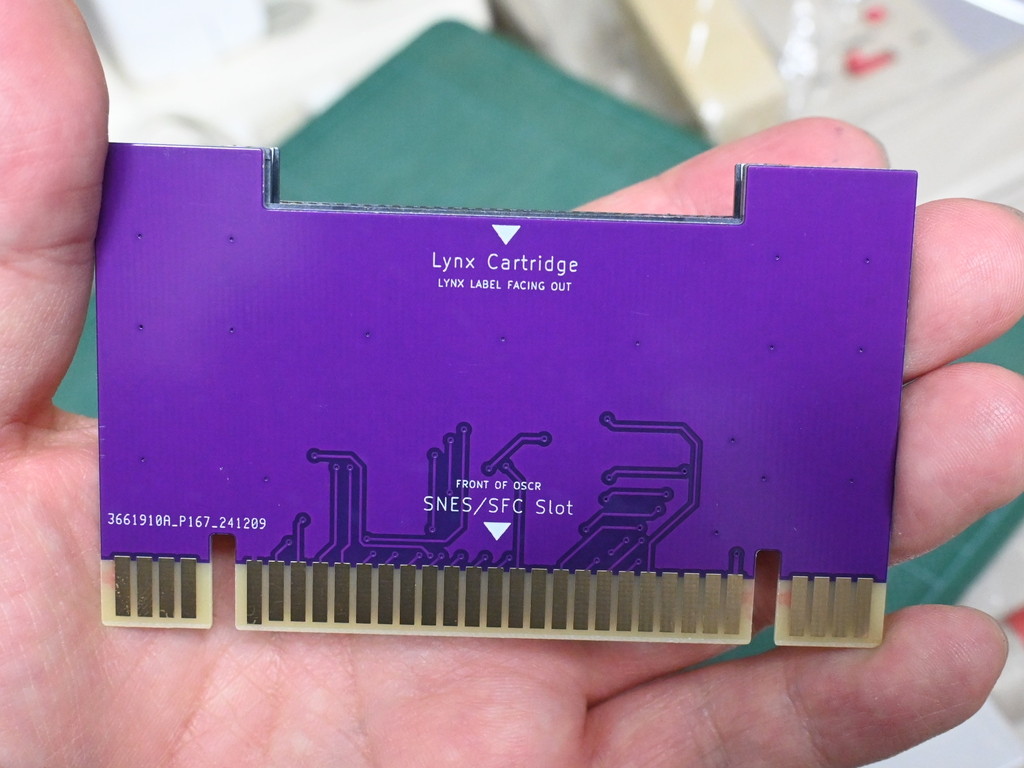 Lynx Cartridge
LYNX LABEL FACING OUT
FRONT OF OSCR
SNES/SFC Slot
3661910A_P167_241209